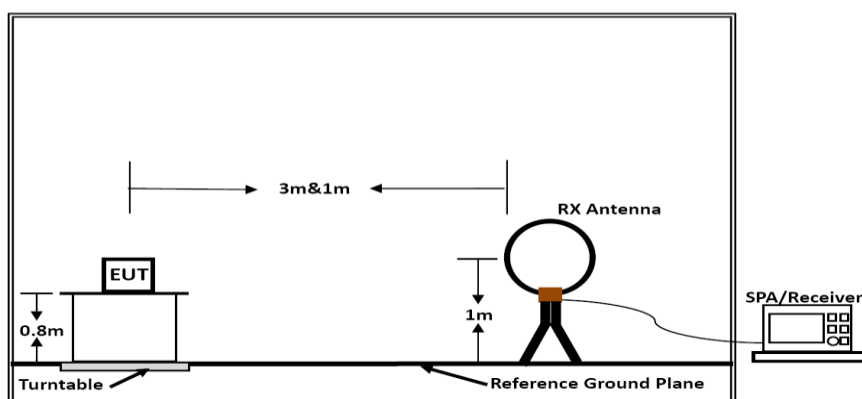 3m&1m
RX Antenna
EUT
SPA/Receiver
1m
0.8m
Turntable
Reference Ground Plane